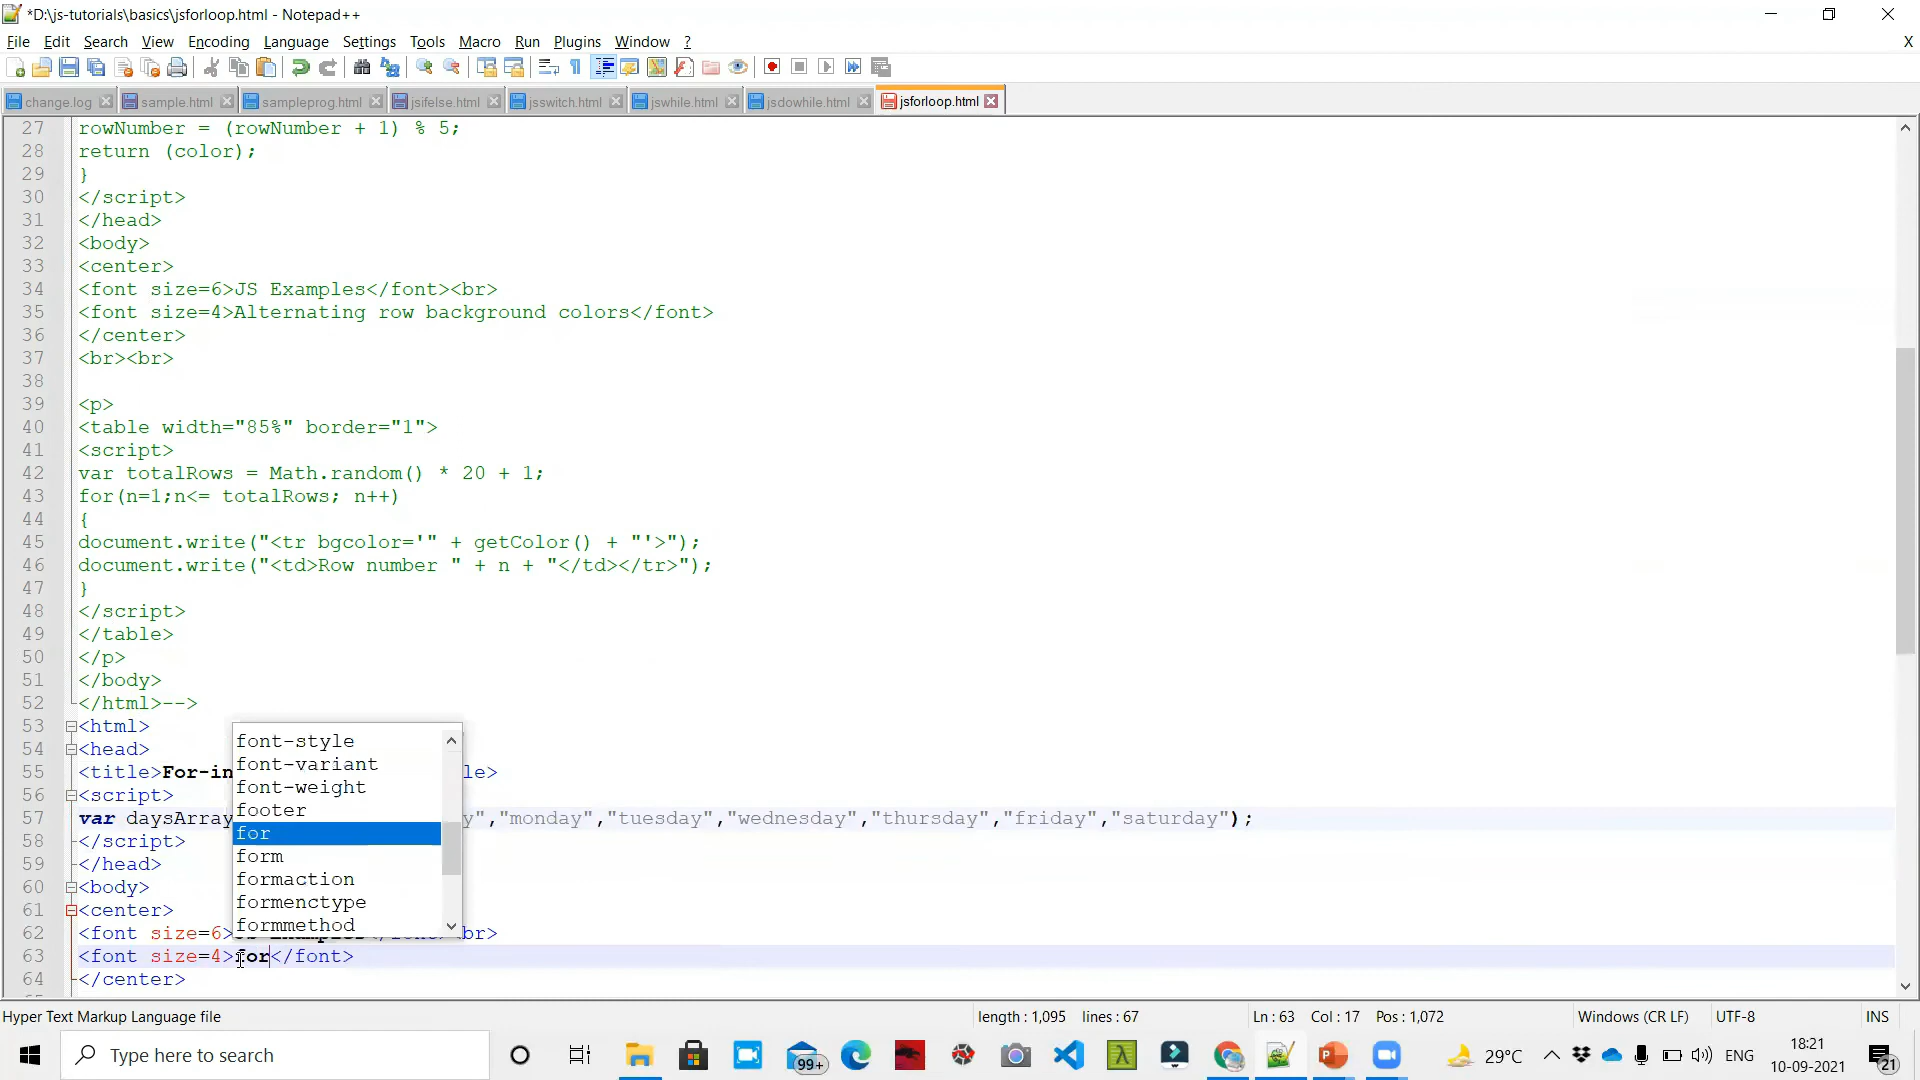 *D:\js-tutorials\basics\jsforloop.html - Notepad++
File Edit Search View Encoding Language Settings Tools Macro Run Plugins Window ? X
change.log sample.html sampleprog.html jsifelse.html jsswitch.html jswhile.html jsdowhile.html jsforloop.html
27 rowNumber = (rowNumber + 1) % 5;
28 return (color);
29 }
30 </script>
31 </head>
32 <body>
33 <center>
34 <font size=6>JS Examples</font><br>
35 <font size=4>Alternating row background colors</font>
36 </center>
37 <br><br>
38
39 <p>
40 <table width="85%" border="1">
41 <script>
42 var totalRows = Math.random() * 20 + 1;
43 for(n=1;n<= totalRows; n++)
44 {
45 document.write("<tr bgcolor='" + getColor() + "'>");
46 document.write("<td>Row number " + n + "</td></tr>");
47 }
48 </script>
49 </table>
50 </p>
51 </body>
52 </html>-->
53 <html>
54 <head>
55 <title>For-in le>
56 <script>
57 var daysArray y","monday","tuesday","wednesday","thursday","friday","saturday");
58 </script>
59 </head>
60 <body>
61 <center>
62 <font size=6> br>
63 <font size=4>for</font>
64 </center>
font-style
font-variant
font-weight
footer
for
form
formaction
formenctype
formmethod
Hyper Text Markup Language file length : 1,095 lines : 67 Ln : 63 Col : 17 Pos : 1,072 Windows (CR LF) UTF-8 INS
Type here to search 99+ 29°C ENG 18:21
10-09-2021 21